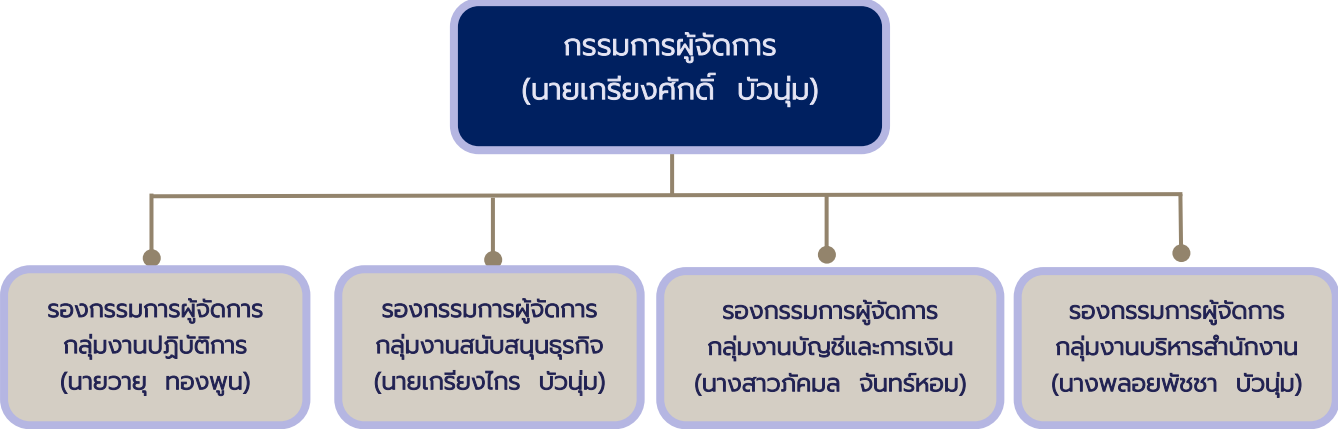 กรรมการผู้จัดการ
(นายเกรียงศักดิ์ บัวนุ่ม)
รองกรรมการผู้จัดการ
กลุ่มงานปฏิบัติการ
(นายวายุ ทองพูน)
รองกรรมการผู้จัดการ
กลุ่มงานสนับสนุนธุรกิจ
(นายเกรียงไกร บัวนุ่ม)
รองกรรมการผู้จัดการ
กลุ่มงานบัญชีและการเงิน
(นางสาวภัคมล จันทร์หอม)
รองกรรมการผู้จัดการ
กลุ่มงานบริหารสำนักงาน
(นางพลอยพัชชา บัวนุ่ม)